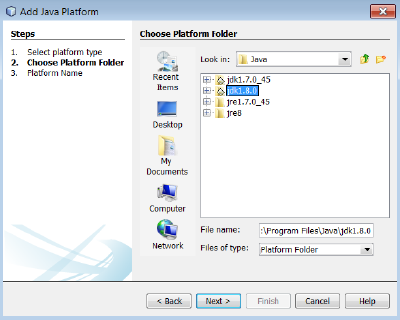 Add Java Platform
Steps
1. Select platform type
2. Choose Platform Folder
3. Platform Name
Choose Platform Folder
Look in: Java
Recent Items
Desktop
My Documents
Computer
Network
jdk1.7.0_45
jdk1.8.0
jre1.7.0_45
jre8
File name: :\Program Files\Java\jdk1.8.0
Files of type: Platform Folder
< Back Next > Finish Cancel Help